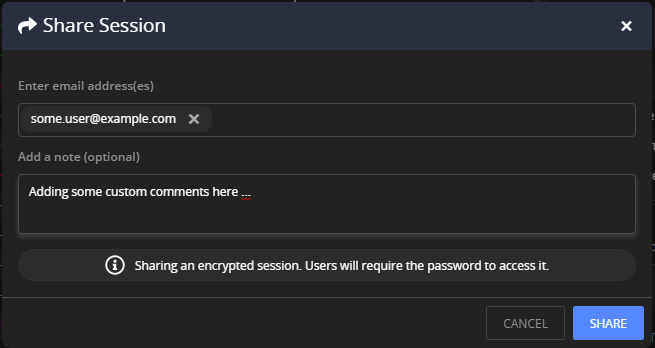 Share Session
Enter email address(es)
some.user@example.com
Add a note (optional)
Adding some custom comments here ...
Sharing an encrypted session. Users will require the password to access it.
CANCEL
SHARE